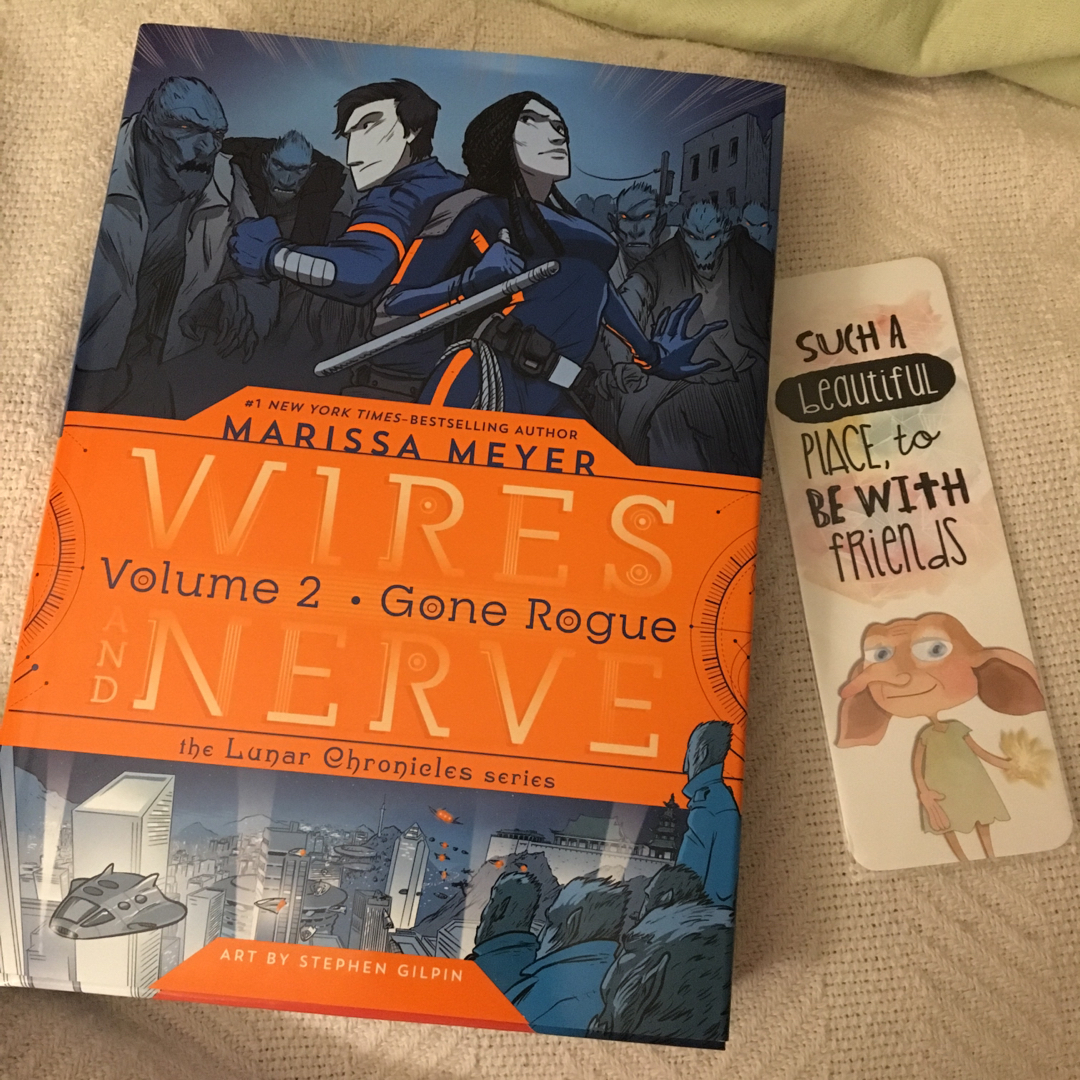 #1 NEW YORK TIMES–BESTSELLING AUTHOR
MARISSA MEYER
WIRES
Volume 2 • Gone Rogue
AND
NERVE
the Lunar Chronicles series
ART BY STEPHEN GILPIN
SUCH A
beautiful
PLACE, to
BE WITH
friends